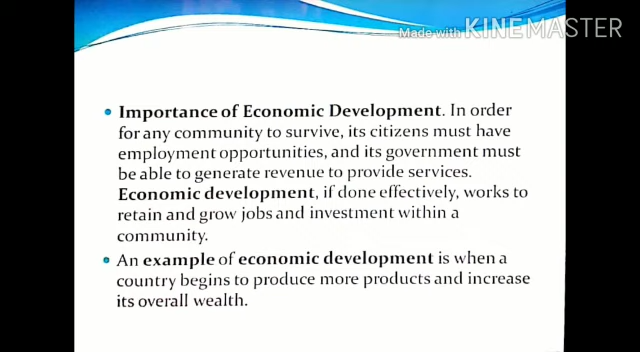 Made with KINEMASTER
Importance of Economic Development. In order
for any community to survive, its citizens must have
employment opportunities, and its government must
be able to generate revenue to provide services.
Economic development, if done effectively, works to
retain and grow jobs and investment within a
community.
An example of economic development is when a
country begins to produce more products and increase
its overall wealth.